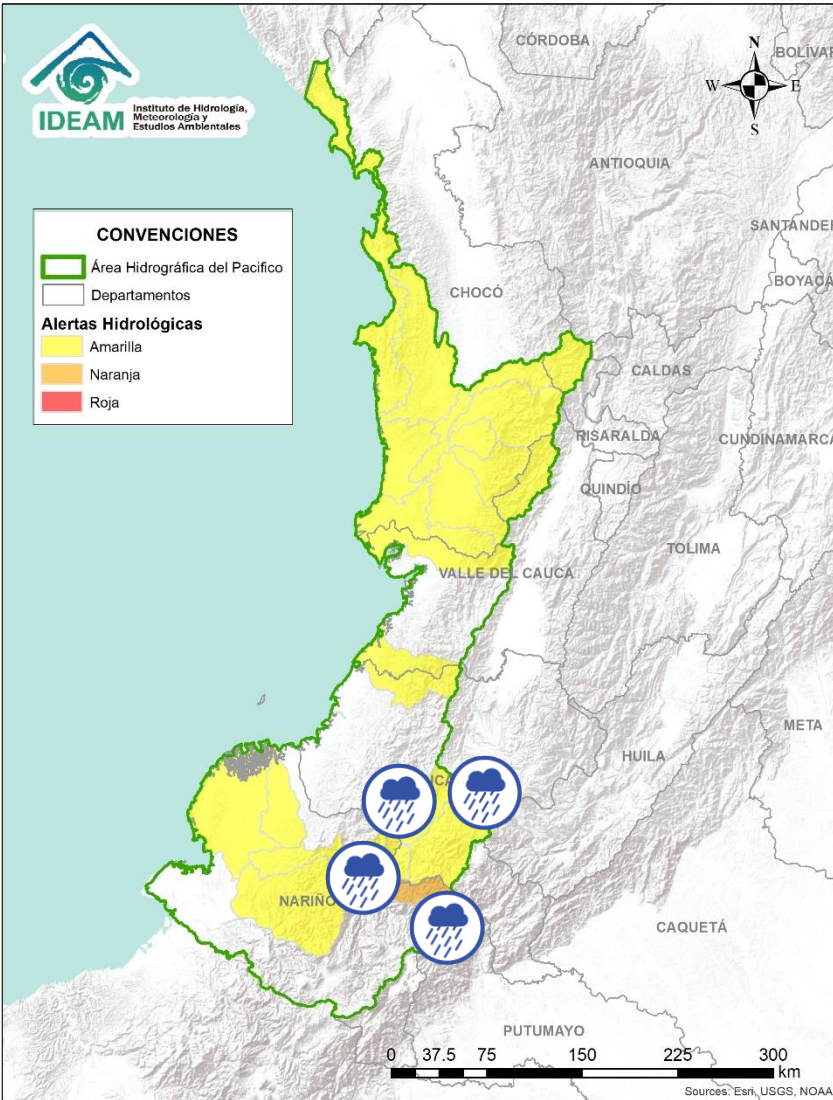 IDEAM
Instituto de Hidrología,
Meteorología y
Estudios Ambientales
N
W
E
S
CÓRDOBA
BOLÍVAR
ANTIOQUIA
SANTANDER
BOYACÁ
CHOCÓ
CONVENCIONES
Área Hidrográfica del Pacifico
Departamentos
Alertas Hidrológicas
Amarilla
Naranja
Roja
CALDAS
RISARALDA
CUNDINAMARCA
QUINDÍO
TOLIMA
VALLE DEL CAUCA
META
HUILA
NARIÑO
CAQUETÁ
PUTUMAYO
0 37.5 75 150 225 300
km
Sources: Esri, USGS, NOAA